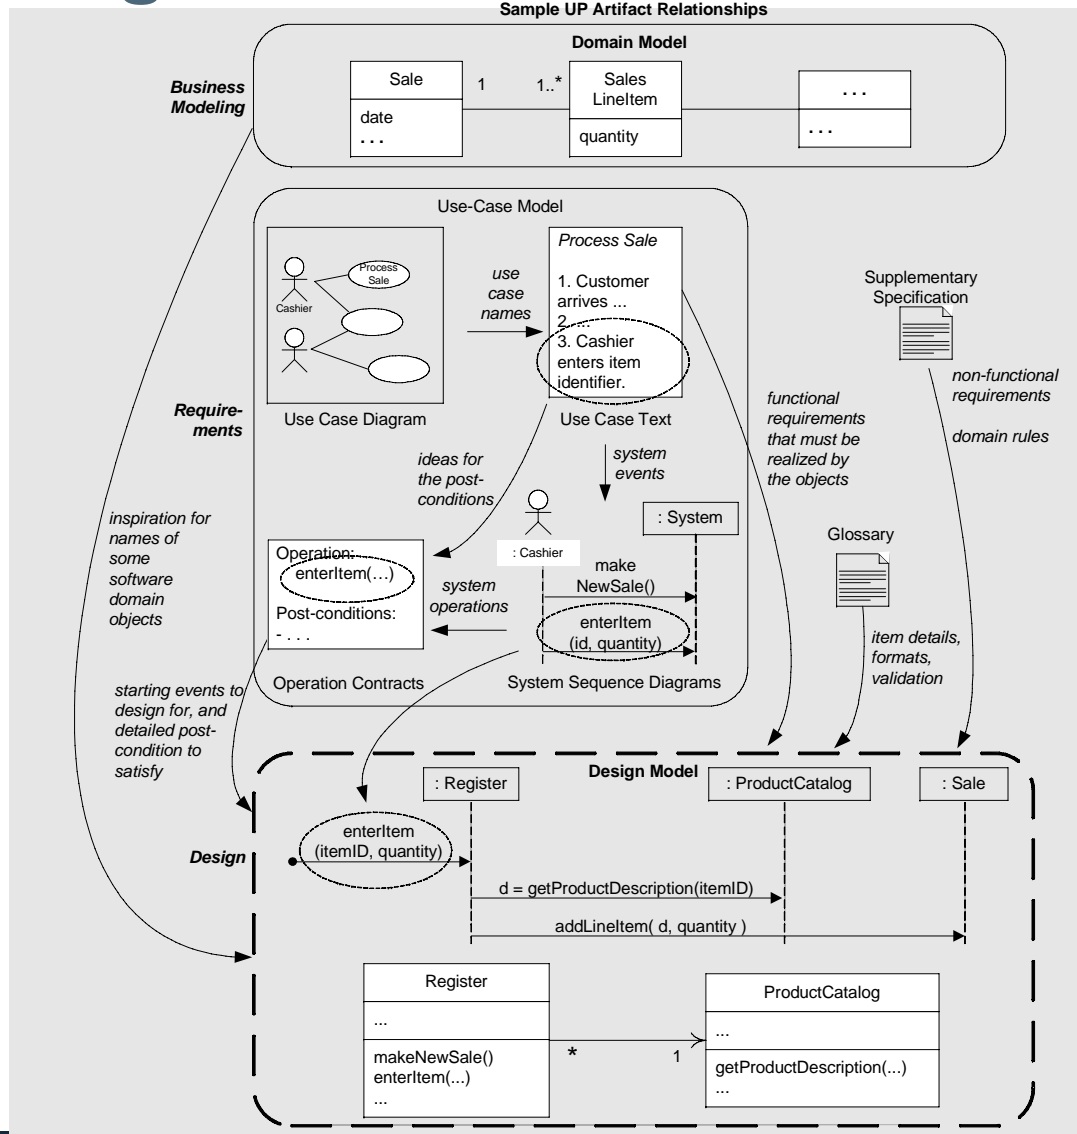 Sample UP Artifact Relationships
Domain Model
Business
Modeling
Sale
date
. . .
1
1..*
Sales
LineItem
quantity
. . .
. . .
Use-Case Model
Require-
ments
Process
Sale
Cashier
Use Case Diagram
use
case
names
Process Sale
1. Customer
arrives ...
2. ...
3. Cashier
enters item
identifier.
Use Case Text
Supplementary
Specification
non-functional
requirements
domain rules
functional
requirements
that must be
realized by
the objects
ideas for
the post-
conditions
system
events
: Cashier
: System
make
NewSale()
enterItem
(id, quantity)
System Sequence Diagrams
system
operations
Operation:
enterItem(…)
Post-conditions:
- . . .
Operation Contracts
Glossary
item details,
formats,
validation
inspiration for
names of
some
software
domain
objects
starting events to
design for, and
detailed post-
condition to
satisfy
Design Model
Design
: Register
: ProductCatalog
: Sale
enterItem
(itemID, quantity)
d = getProductDescription(itemID)
addLineItem( d, quantity )
Register
...
makeNewSale()
enterItem(...)
...
*
1
ProductCatalog
...
getProductDescription(...)
...